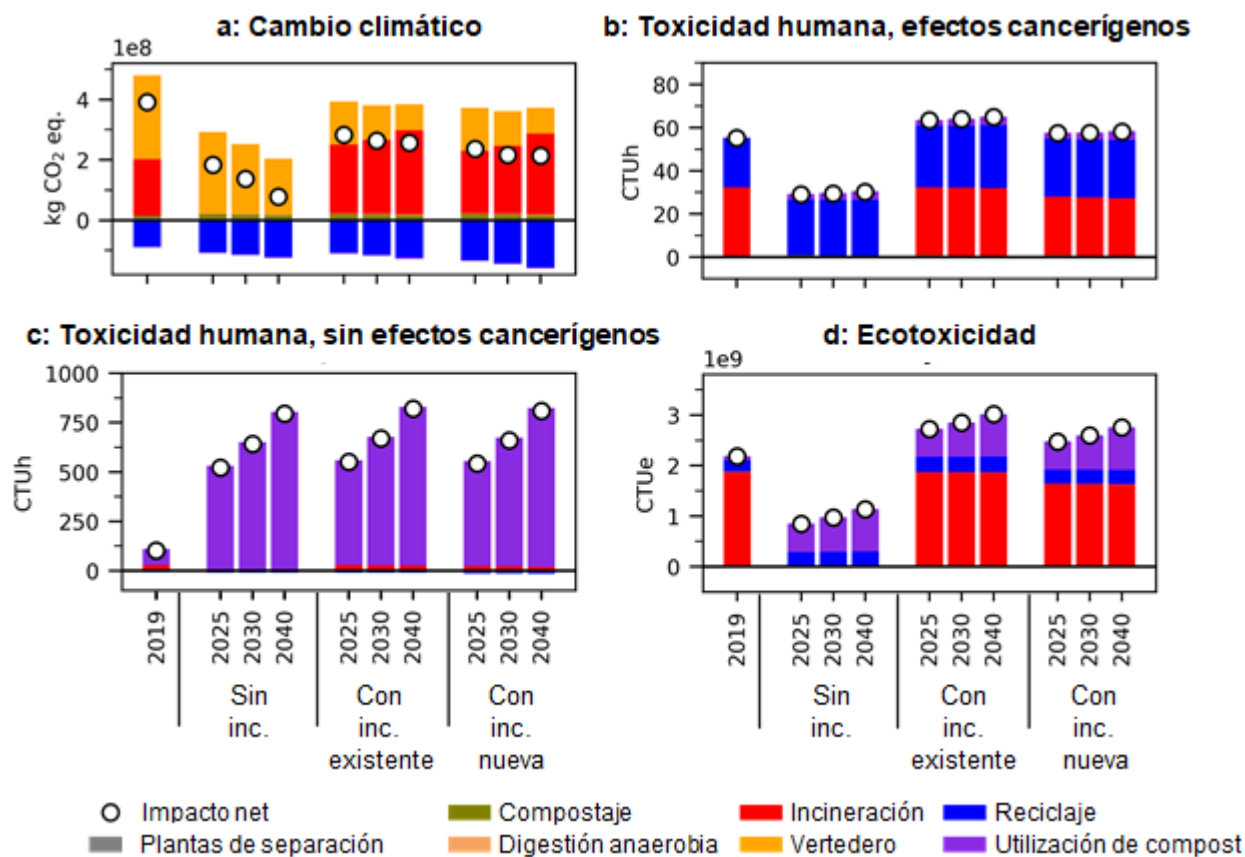 a: Cambio climático
b: Toxicidad humana, efectos cancerígenos
1e8
4
2
0
kg CO₂ eq.
80
60
40
20
0
CTUh
c: Toxicidad humana, sin efectos cancerígenos
d: Ecotoxicidad
1000
750
500
250
0
CTUh
1e9
3
2
1
0
CTUe
2019
2025
2030
2040
2025
2030
2040
2025
2030
2040
2019
2025
2030
2040
2025
2030
2040
2025
2030
2040
Sin
inc.
Con
inc.
existente
Con
inc.
nueva
Sin
inc.
Con
inc.
existente
Con
inc.
nueva
Impacto net
Compostaje
Incineración
Reciclaje
Plantas de separación
Digestión anaerobia
Vertedero
Utilización de compost